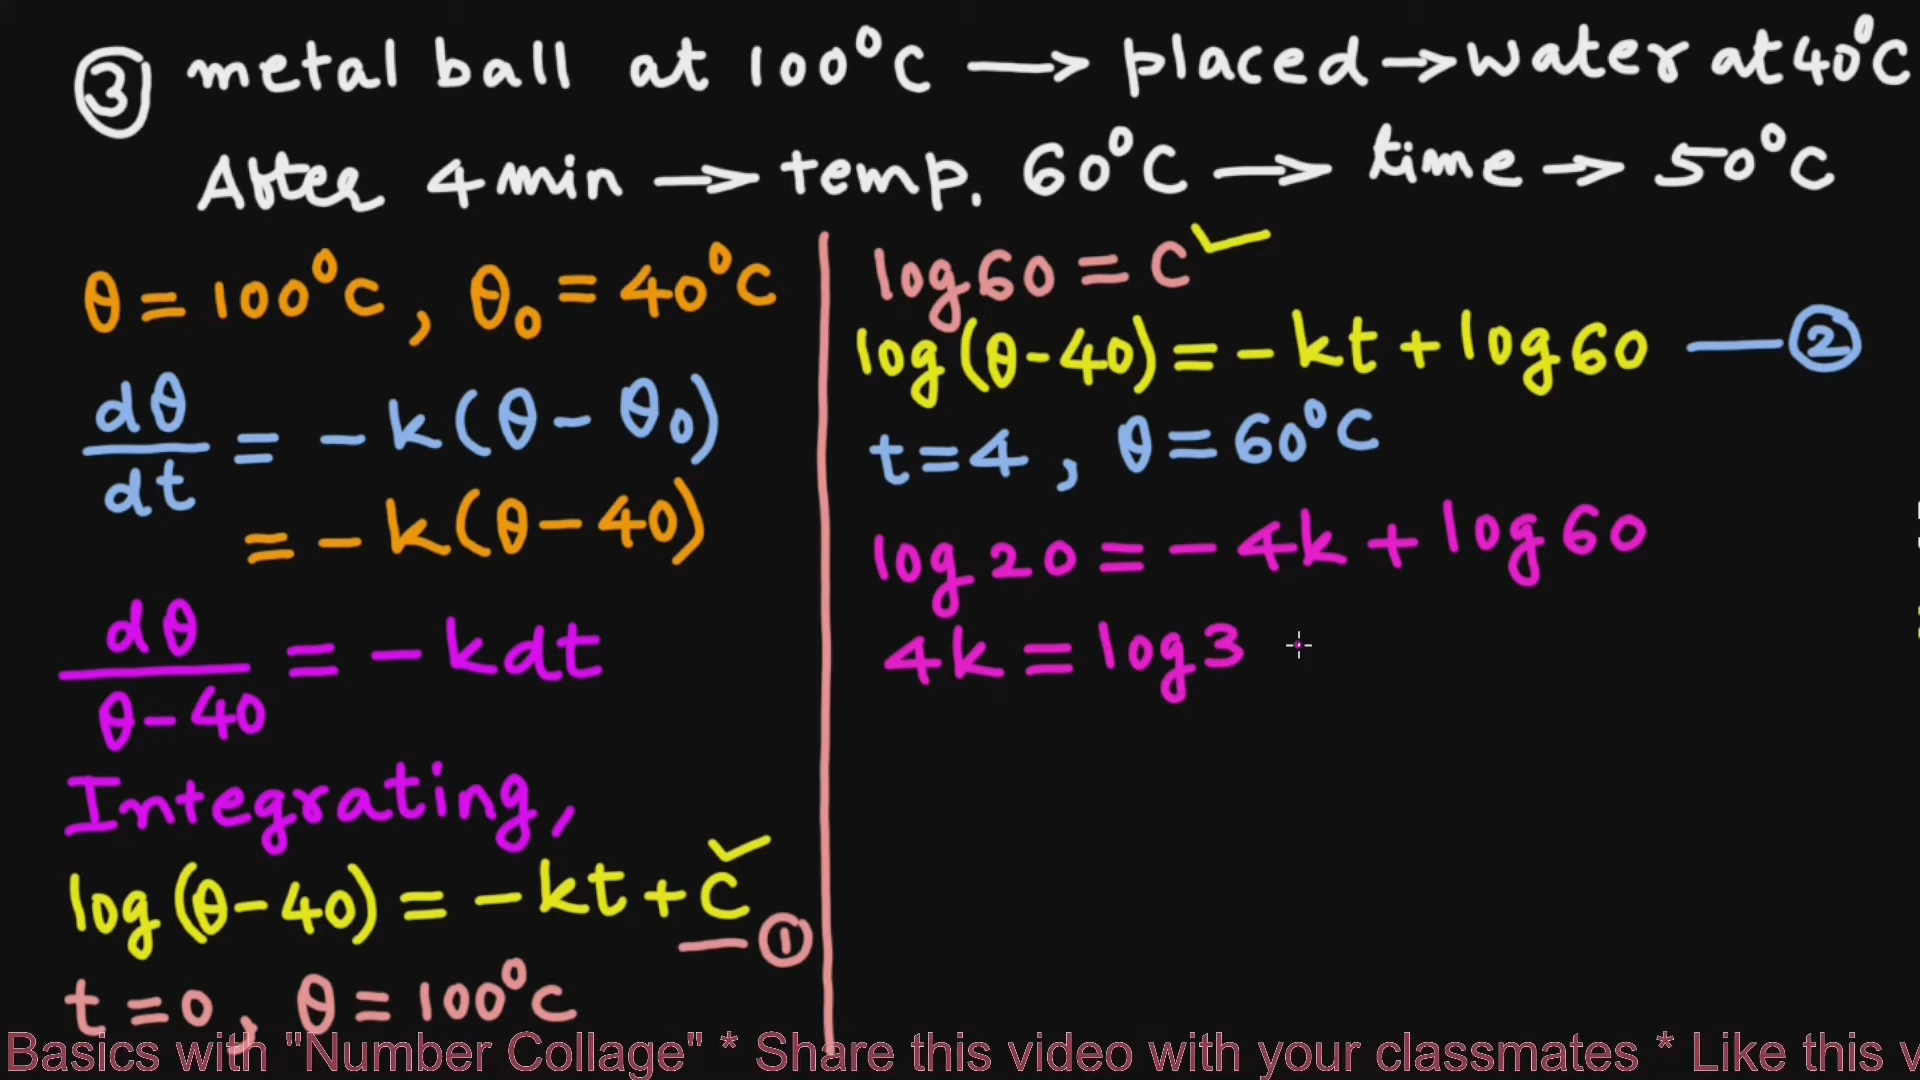 ③ metal ball at 100°C → placed → water at 40°C
After 4 min → temp. 60°C → time → 50°C
θ = 100°C, θ₀ = 40°C
dθ/dt = -k(θ - θ₀)
= -k(θ - 40)
dθ/(θ - 40) = -kdt
Integrating,
log(θ - 40) = -kt + c ✓ — ①
t = 0, θ = 100°C
log 60 = c ✓
log(θ - 40) = -kt + log 60 — ②
t = 4, θ = 60°C
log 20 = -4k + log 60
4k = log 3
Basics with "Number Collage" * Share this video with your classmates * Like this v